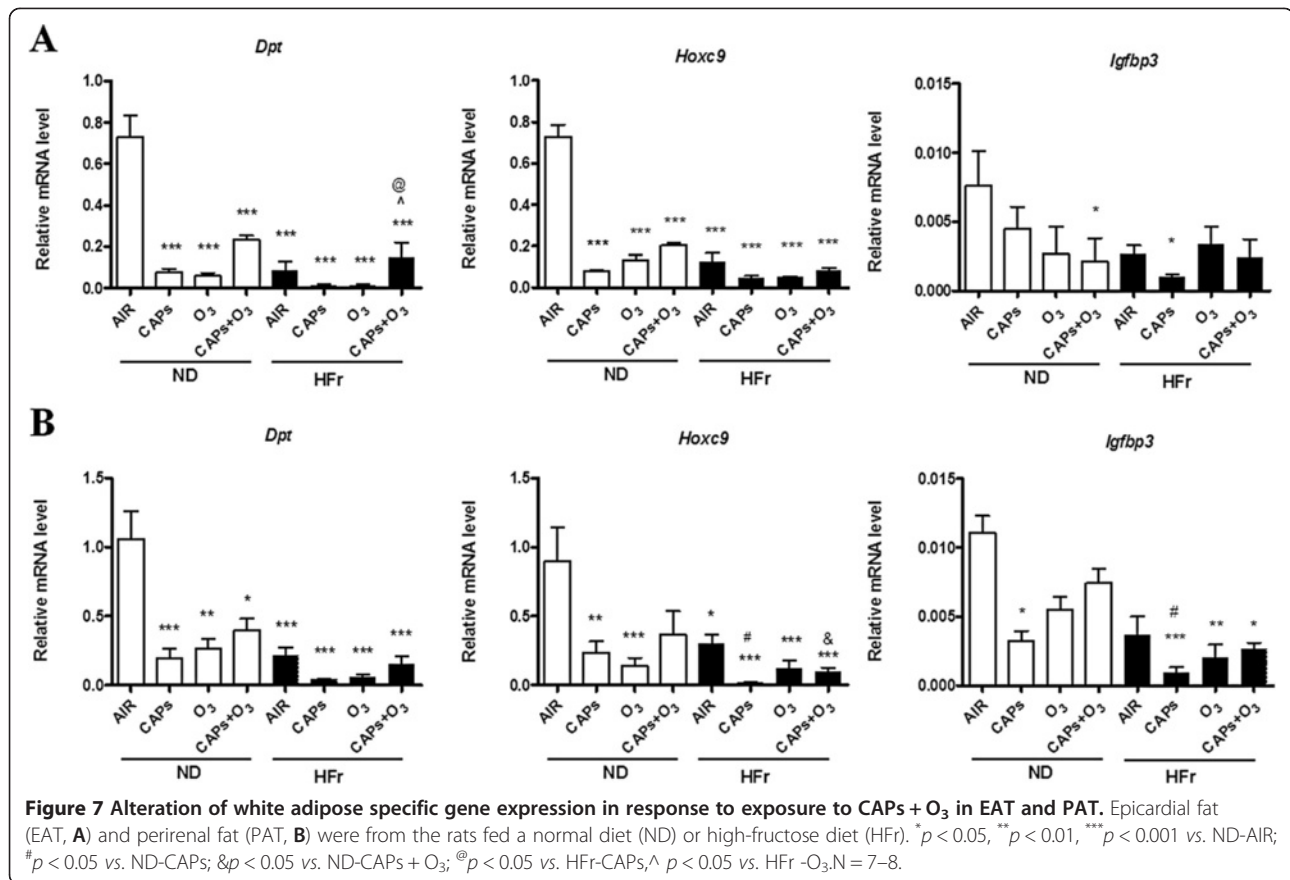 A
Dpt
Hoxc9
Igfbp3
Relative mRNA level
1.0
0.8
0.6
0.4
0.2
0.0
***
***
***
***
***
***
@
^
***
AIR
CAPs
O3
CAPs+O3
AIR
CAPs
O3
CAPs+O3
ND
HFr
Relative mRNA level
1.0
0.8
0.6
0.4
0.2
0.0
***
***
***
***
***
***
***
AIR
CAPs
O3
CAPs+O3
AIR
CAPs
O3
CAPs+O3
ND
HFr
Relative mRNA level
0.015
0.010
0.005
0.000
*
*
AIR
CAPs
O3
CAPs+O3
AIR
CAPs
O3
CAPs+O3
ND
HFr
B
Dpt
Hoxc9
Igfbp3
Relative mRNA level
1.5
1.0
0.5
0.0
***
**
*
***
***
***
***
AIR
CAPs
O3
CAPs+O3
AIR
CAPs
O3
CAPs+O3
ND
HFr
Relative mRNA level
1.5
1.0
0.5
0.0
**
***
*
#
***
***
&
***
AIR
CAPs
O3
CAPs+O3
AIR
CAPs
O3
CAPs+O3
ND
HFr
Relative mRNA level
0.015
0.010
0.005
0.000
*
#
***
**
*
AIR
CAPs
O3
CAPs+O3
AIR
CAPs
O3
CAPs+O3
ND
HFr
Figure 7 Alteration of white adipose specific gene expression in response to exposure to CAPs + O3 in EAT and PAT. Epicardial fat
(EAT, A) and perirenal fat (PAT, B) were from the rats fed a normal diet (ND) or high-fructose diet (HFr). *p < 0.05, **p < 0.01, ***p < 0.001 vs. ND-AIR;
#p < 0.05 vs. ND-CAPs; &p < 0.05 vs. ND-CAPs + O3; @p < 0.05 vs. HFr-CAPs,^ p < 0.05 vs. HFr -O3.N = 7–8.